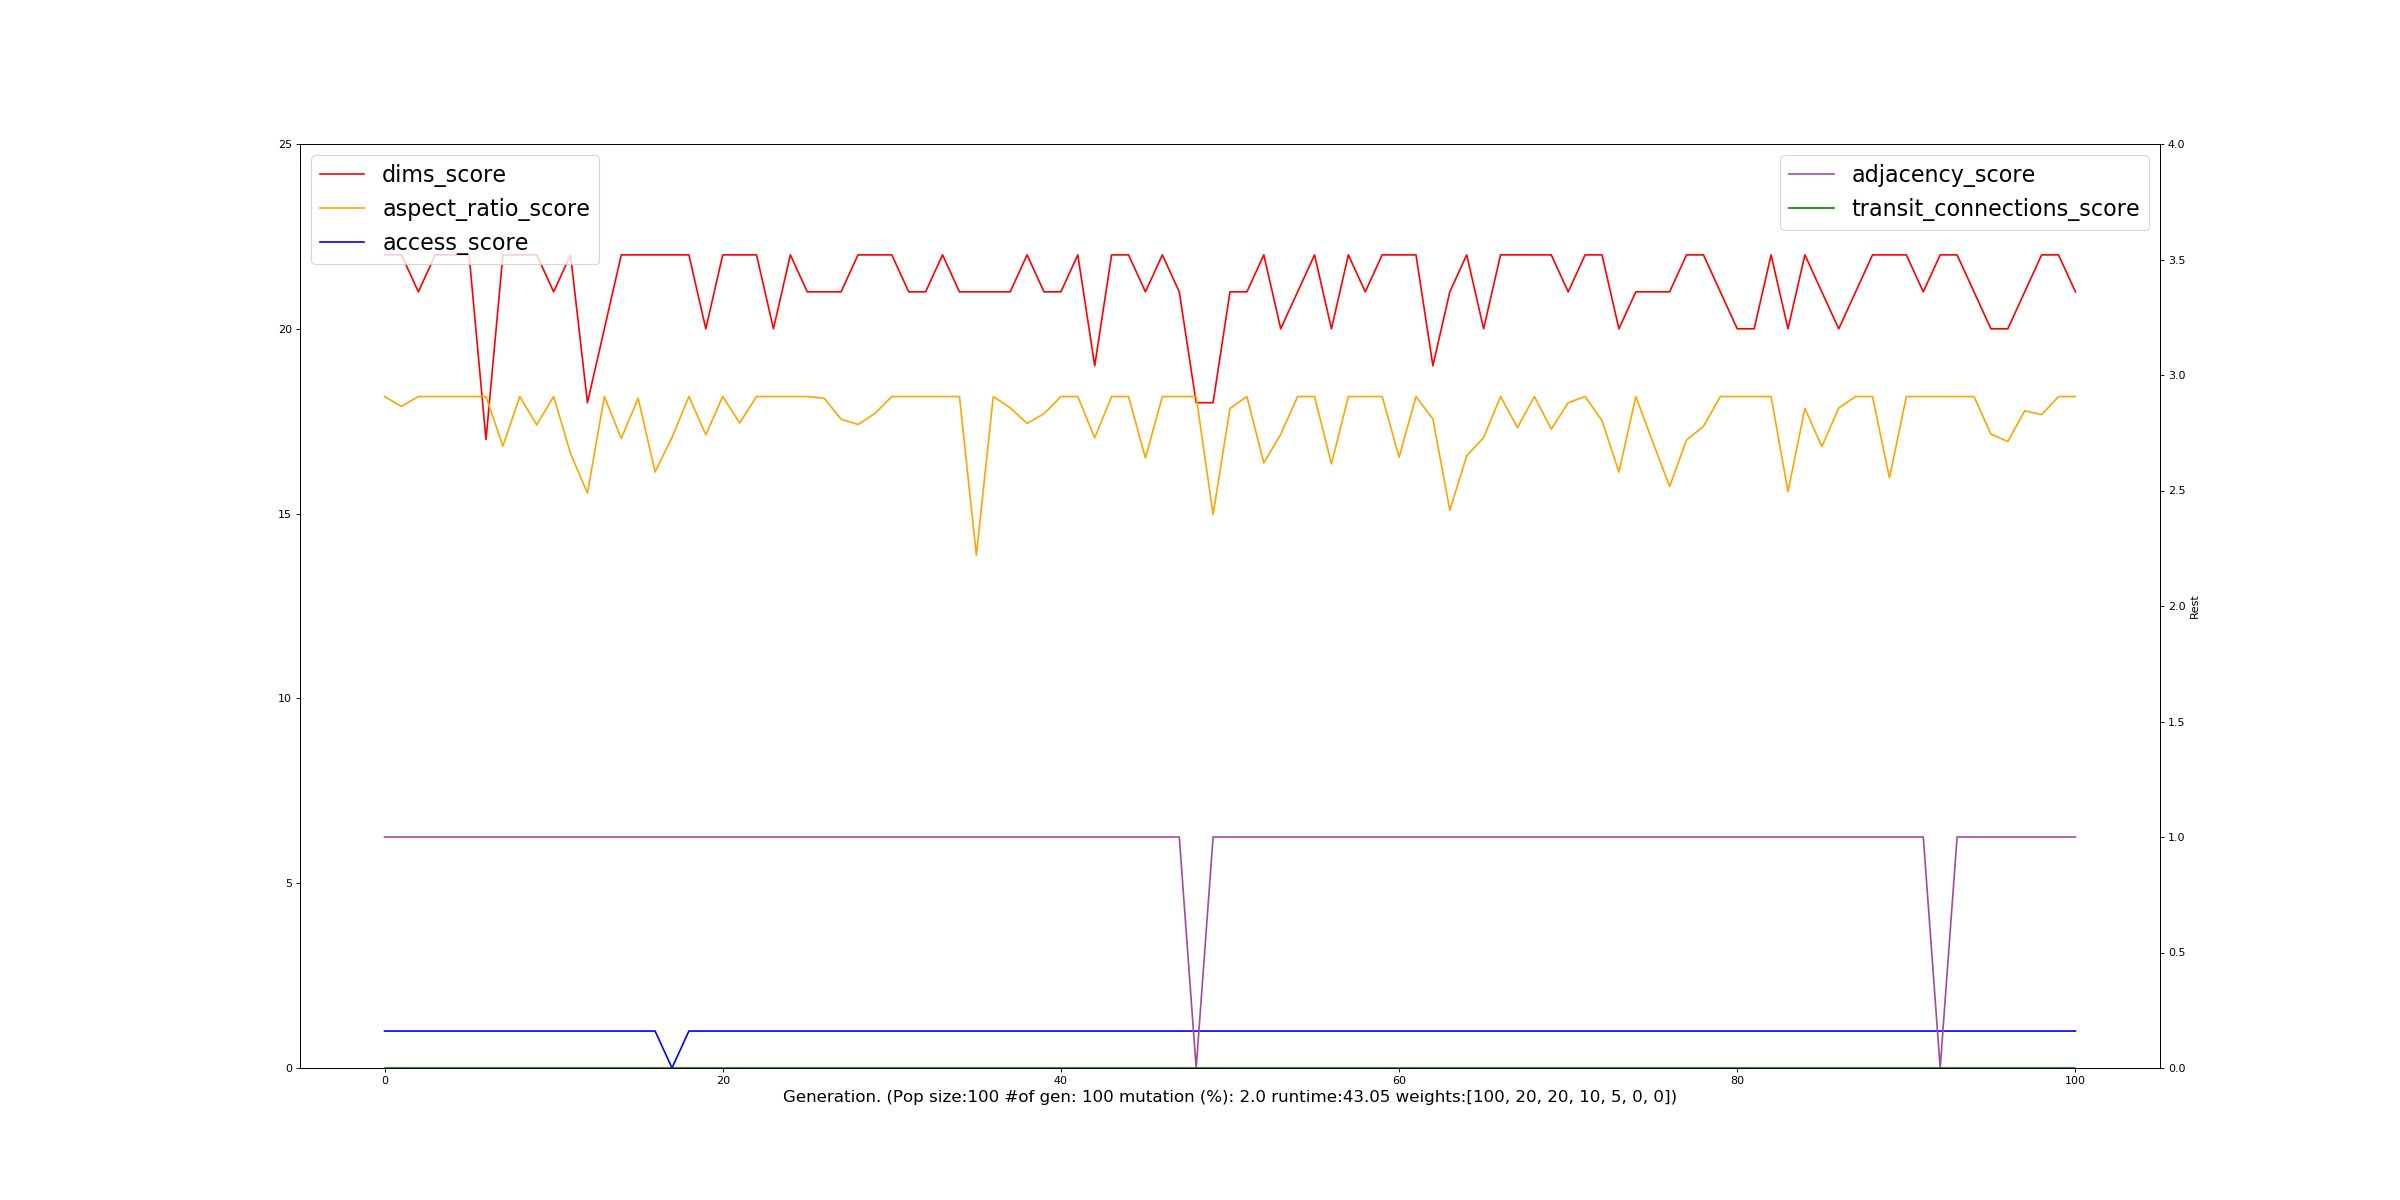 dims_score
aspect_ratio_score
access_score
adjacency_score
transit_connections_score
25
20
15
10
5
0
4.0
3.5
3.0
2.5
2.0
1.5
1.0
0.5
0.0
Rest
0 20 40 60 80 100
Generation. (Pop size:100 #of gen: 100 mutation (%): 2.0 runtime:43.05 weights:[100, 20, 20, 10, 5, 0, 0])